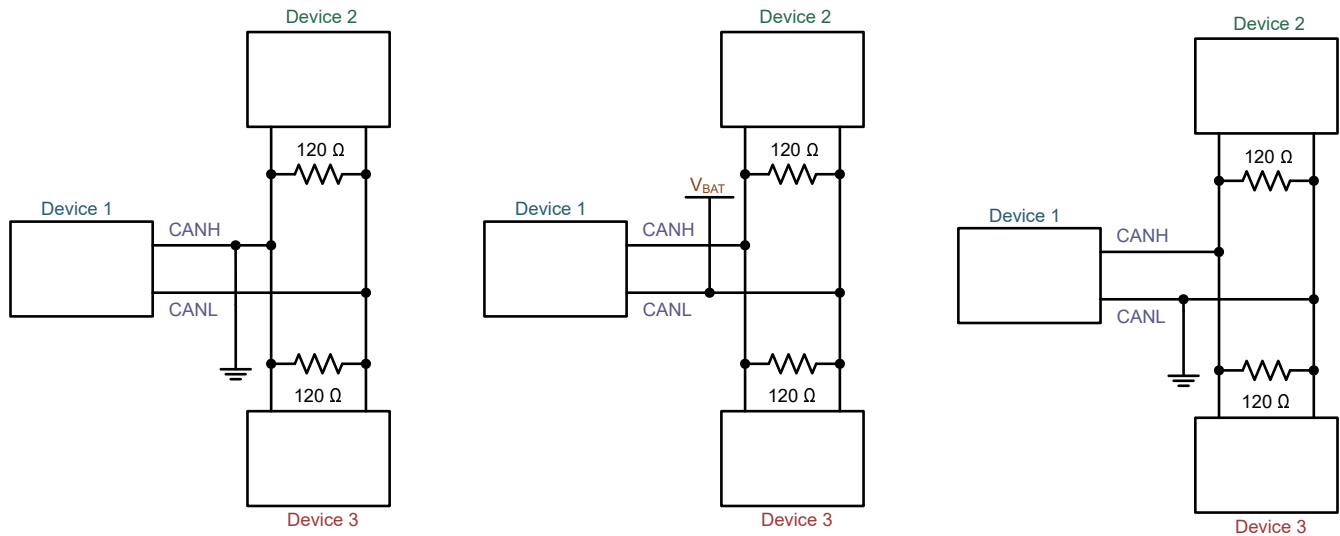 Device 2
120 Ω
Device 1
CANH
CANL
120 Ω
Device 3
Device 2
120 Ω
VBAT
Device 1
CANH
CANL
120 Ω
Device 3
Device 2
120 Ω
Device 1
CANH
CANL
120 Ω
Device 3